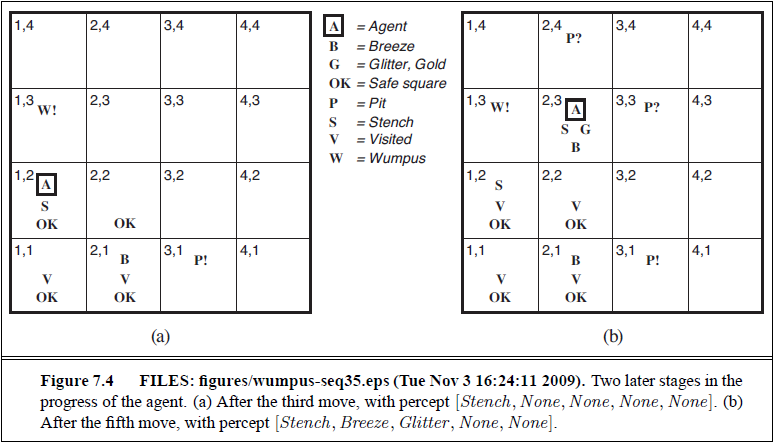 1,4 2,4 3,4 4,4
1,3 W! 2,3 3,3 4,3
1,2 A 2,2 3,2 4,2
S
OK OK
1,1 2,1 B 3,1 P! 4,1
V V
OK OK
(a)
A = Agent
B = Breeze
G = Glitter, Gold
OK = Safe square
P = Pit
S = Stench
V = Visited
W = Wumpus
1,4 2,4 P? 3,4 4,4
1,3 W! 2,3 A 3,3 P? 4,3
S G
B
1,2 S 2,2 3,2 4,2
V V
OK OK
1,1 2,1 B 3,1 P! 4,1
V V
OK OK
(b)
Figure 7.4 FILES: figures/wumpus-seq35.eps (Tue Nov 3 16:24:11 2009). Two later stages in the
progress of the agent. (a) After the third move, with percept [Stench, None, None, None, None]. (b)
After the fifth move, with percept [Stench, Breeze, Glitter, None, None].